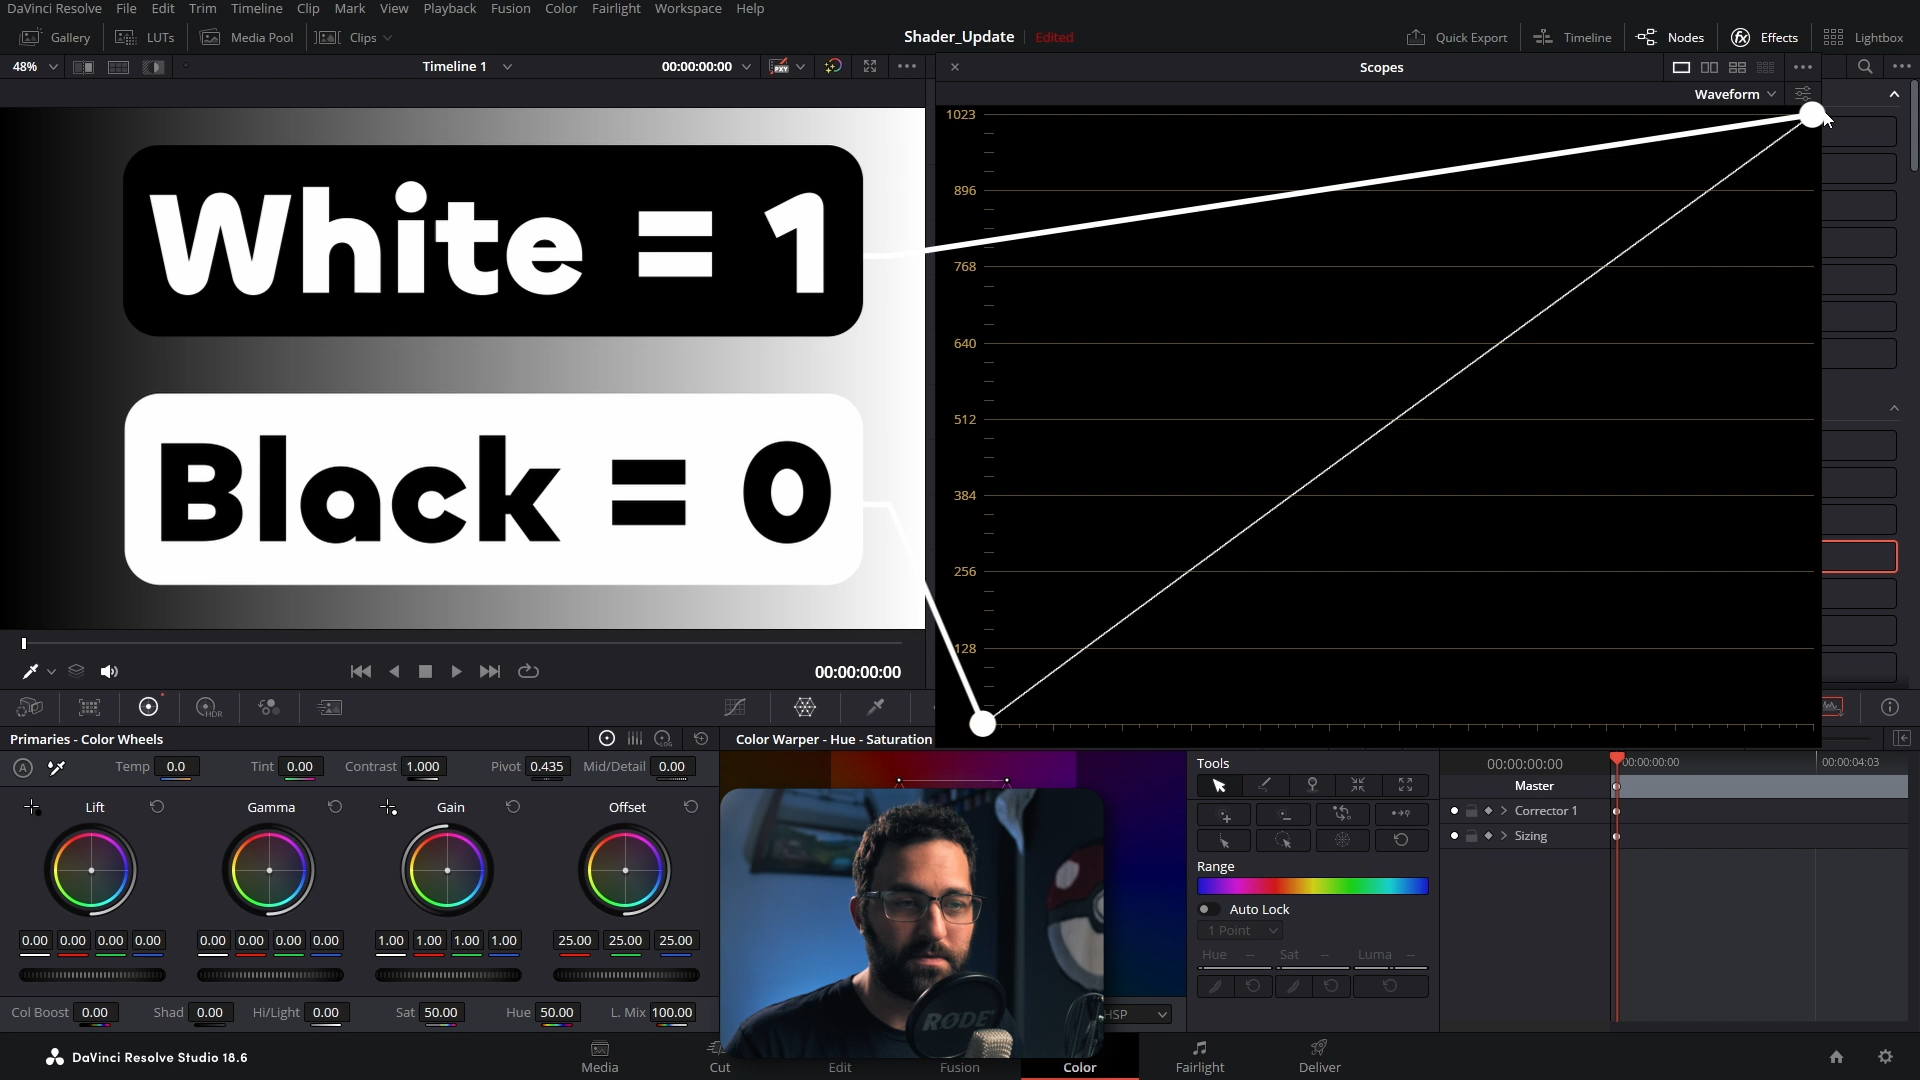 DaVinci Resolve File Edit Trim Timeline Clip Mark View Playback Fusion Color Fairlight Workspace Help
Gallery LUTs Media Pool Clips Shader_Update Edited Quick Export Timeline Nodes Effects Lightbox
48% Timeline 1 00:00:00:00 PXY Scopes
Waveform
White = 1
Black = 0
1023
896
768
640
512
384
256
128
00:00:00:00
HDR
Primaries - Color Wheels
LOG
Color Warper - Hue - Saturation
A Temp 0.0 Tint 0.00 Contrast 1.000 Pivot 0.435 Mid/Detail 0.00
Lift Gamma Gain Offset
0.00 0.00 0.00 0.00 0.00 0.00 0.00 0.00 1.00 1.00 1.00 1.00 25.00 25.00 25.00
Col Boost 0.00 Shad 0.00 Hi/Light 0.00 Sat 50.00 Hue 50.00 L. Mix 100.00
RØDE
HSP
Tools
Range
Auto Lock
1 Point
Hue -- Sat -- Luma --
00:00:00:00 00:00:00:00 00:00:04:03
Master
Corrector 1
Sizing
DaVinci Resolve Studio 18.6
Media Cut Edit Fusion Color Fairlight Deliver